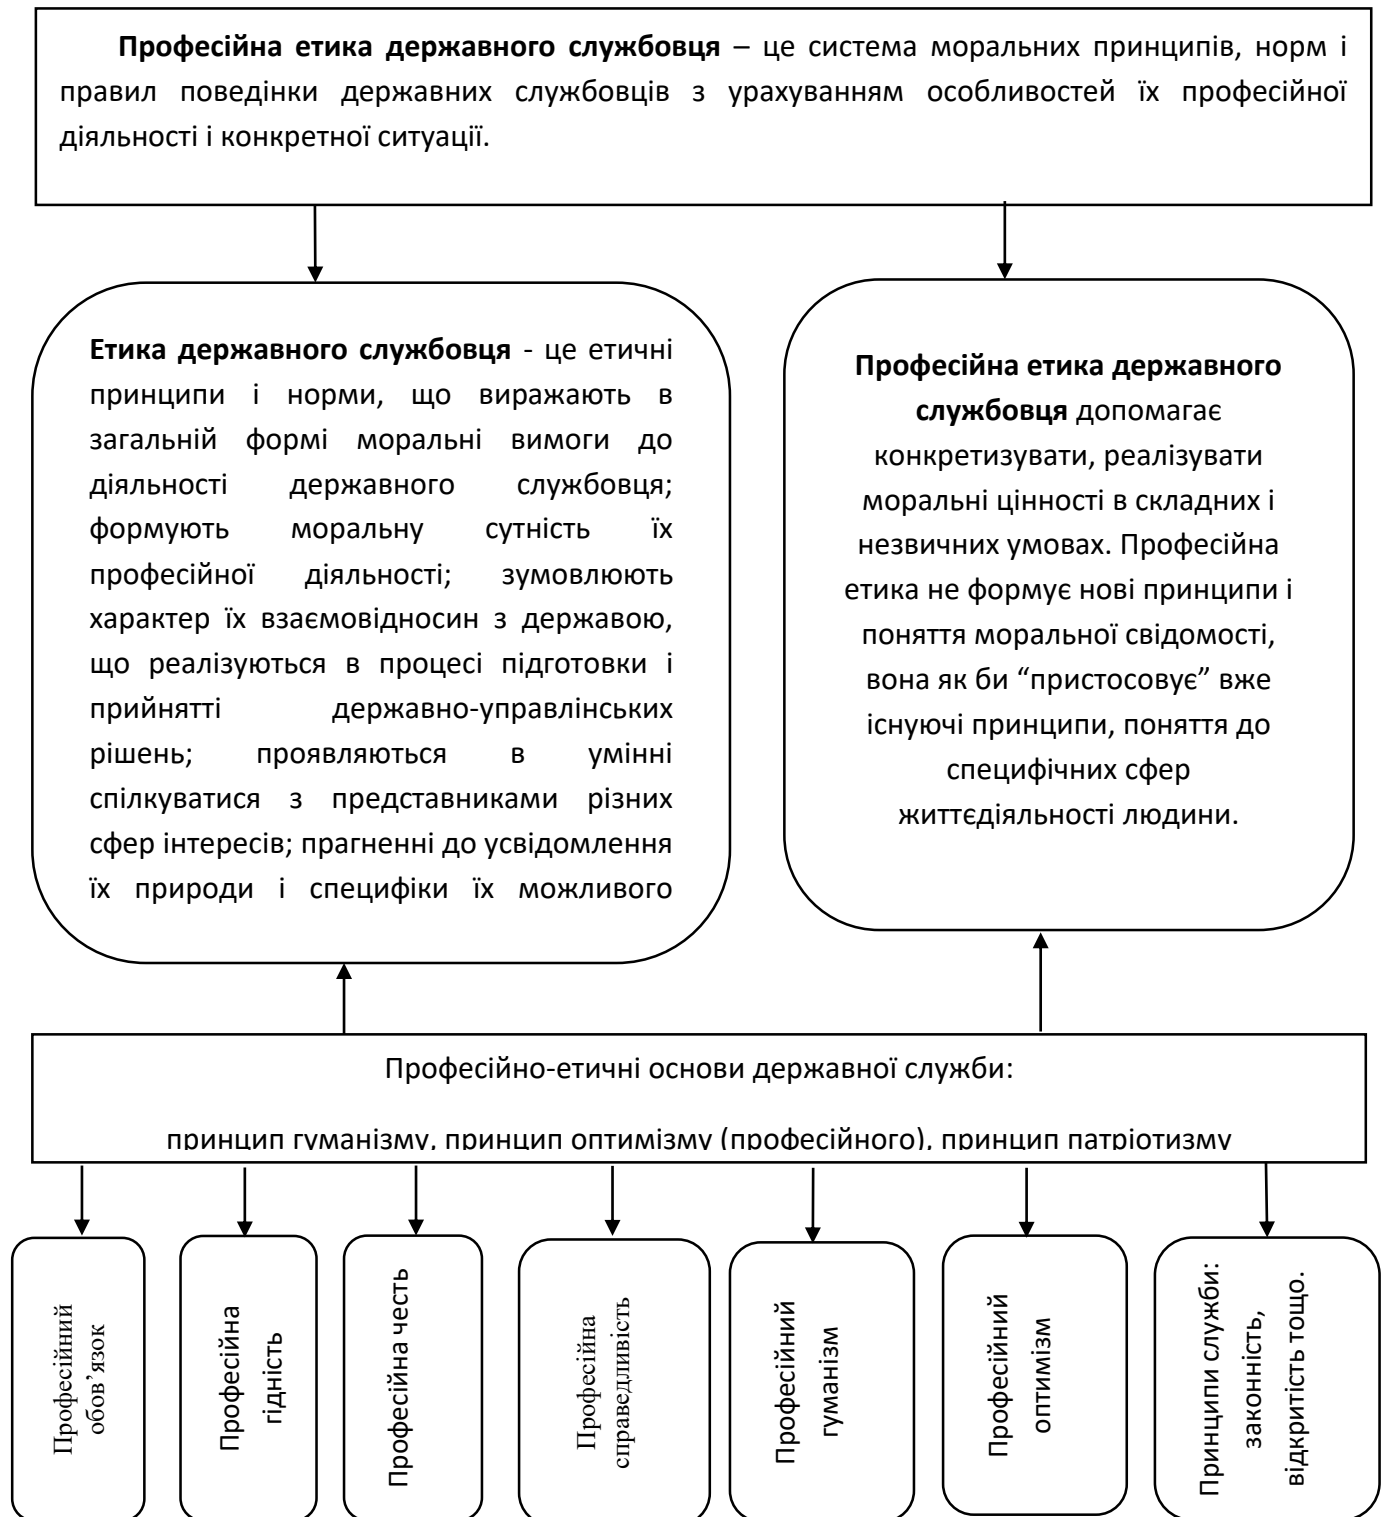 Професійна етика державного службовця – це система моральних принципів, норм і
правил поведінки державних службовців з урахуванням особливостей їх професійної
діяльності і конкретної ситуації.
Етика державного службовця - це етичні
принципи і норми, що виражають в
загальній формі моральні вимоги до
діяльності державного службовця;
формують моральну сутність їх
професійної діяльності; зумовлюють
характер їх взаємовідносин з державою,
що реалізуються в процесі підготовки і
прийнятті державно-управлінських
рішень; проявляються в умінні
спілкуватися з представниками різних
сфер інтересів; прагненні до усвідомлення
їх природи і специфіки їх можливого
Професійна етика державного
службовця допомагає
конкретизувати, реалізувати
моральні цінності в складних і
незвичних умовах. Професійна
етика не формує нові принципи і
поняття моральної свідомості,
вона як би “пристосовує” вже
існуючі принципи, поняття до
специфічних сфер
життєдіяльності людини.
Професійно-етичні основи державної служби:
принцип гуманізму, принцип оптимізму (професійного), принцип патріотизму
Професійний
обов’язок
Професійна
гідність
Професійна честь
Професійна
справедливість
Професійний
гуманізм
Професійний
оптимізм
Принципи служби:
законність,
відкритість тощо.